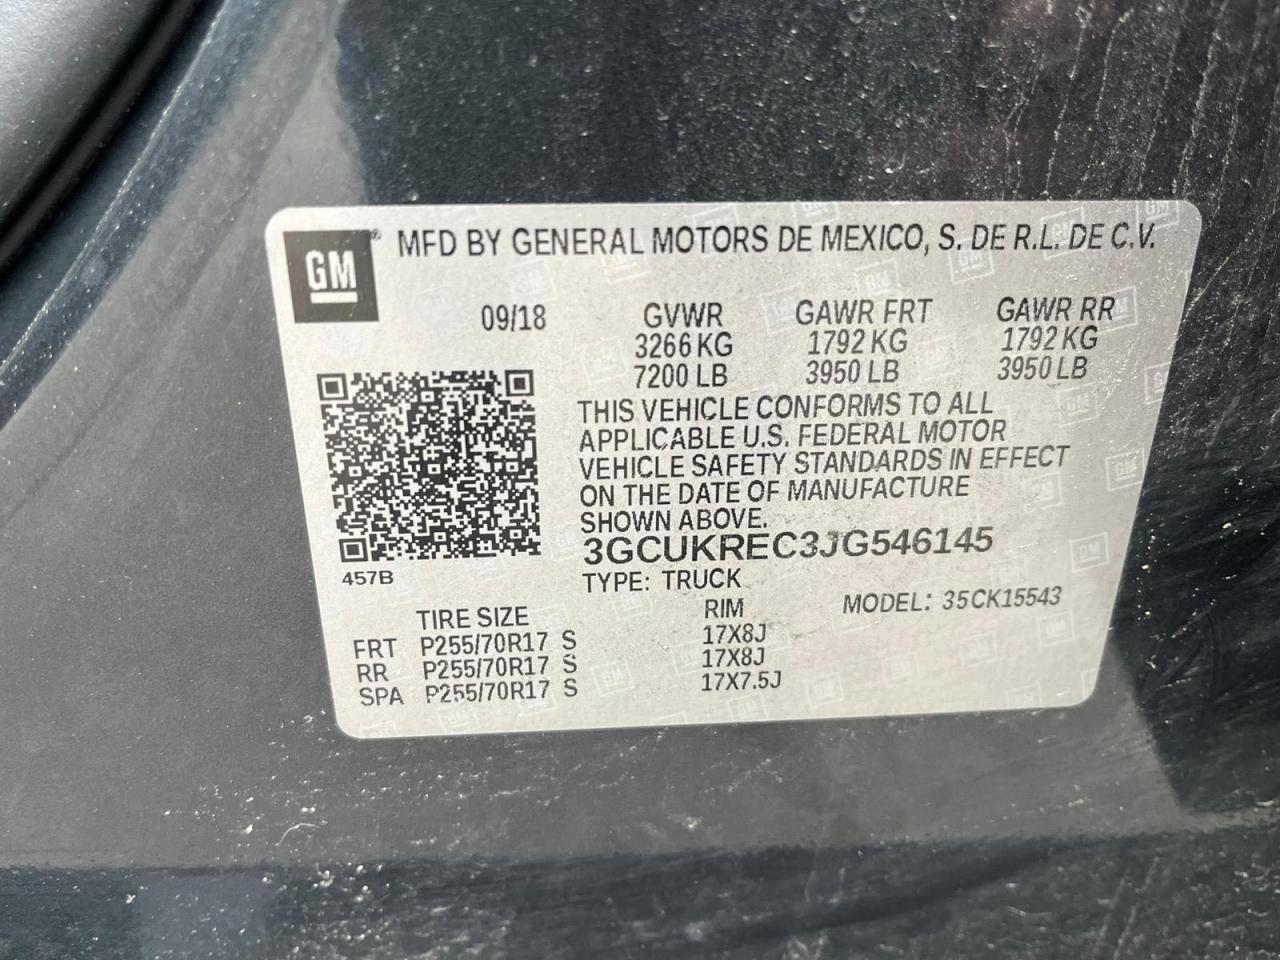 GM® MFD BY GENERAL MOTORS DE MEXICO, S. DE R.L. DE C.V.
09/18 GVWR GAWR FRT GAWR RR
3266 KG 1792 KG 1792 KG
7200 LB 3950 LB 3950 LB
THIS VEHICLE CONFORMS TO ALL
APPLICABLE U.S. FEDERAL MOTOR
VEHICLE SAFETY STANDARDS IN EFFECT
ON THE DATE OF MANUFACTURE
SHOWN ABOVE.
3GCUKREC3JG546145
457B
TYPE: TRUCK
MODEL: 35CK15543
TIRE SIZE RIM
FRT P255/70R17 S 17X8J
RR P255/70R17 S 17X8J
SPA P255/70R17 S 17X7.5J